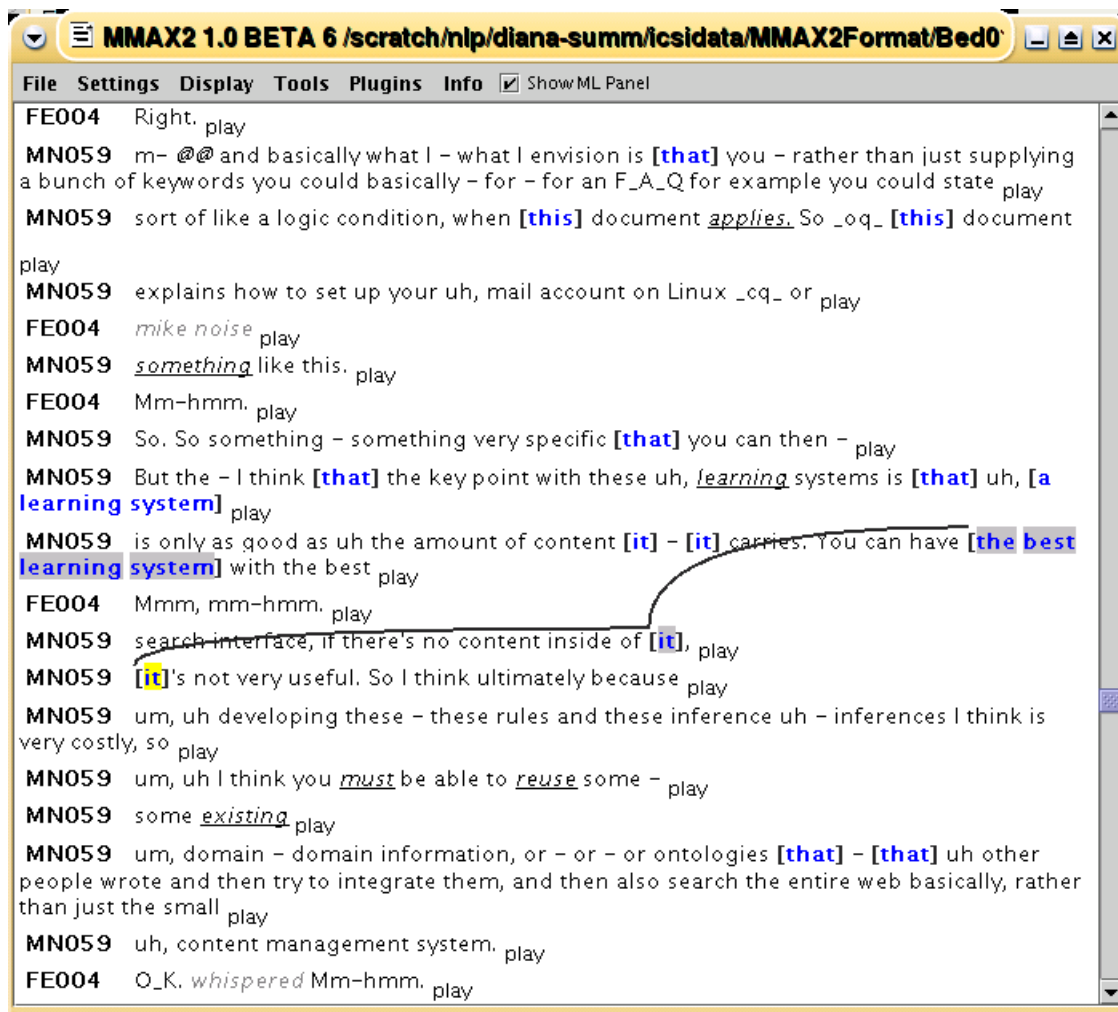 MMAX2 1.0 BETA 6 /scratch/nlp/diana-summ/icsidata/MMAX2Format/Bed0
File Settings Display Tools Plugins Info Show ML Panel
FE004 Right. play
MN059 m- @@ and basically what I - what I envision is [that] you - rather than just supplying
a bunch of keywords you could basically - for - for an F_A_Q for example you could state play
MN059 sort of like a logic condition, when [this] document applies. So _oq_ [this] document
play
MN059 explains how to set up your uh, mail account on Linux _cq_ or play
FE004 mike noise play
MN059 something like this. play
FE004 Mm-hmm. play
MN059 So. So something - something very specific [that] you can then - play
MN059 But the - I think [that] the key point with these uh, learning systems is [that] uh, [a
learning system] play
MN059 is only as good as uh the amount of content [it] - [it] carries. You can have [the best
learning system] with the best play
FE004 Mmm, mm-hmm. play
MN059 search interface, if there's no content inside of [it], play
MN059 [it]'s not very useful. So I think ultimately because play
MN059 um, uh developing these - these rules and these inference uh - inferences I think is
very costly, so play
MN059 um, uh I think you must be able to reuse some - play
MN059 some existing play
MN059 um, domain - domain information, or - or - or ontologies [that] - [that] uh other
people wrote and then try to integrate them, and then also search the entire web basically, rather
than just the small play
MN059 uh, content management system. play
FE004 O_K. whispered Mm-hmm. play